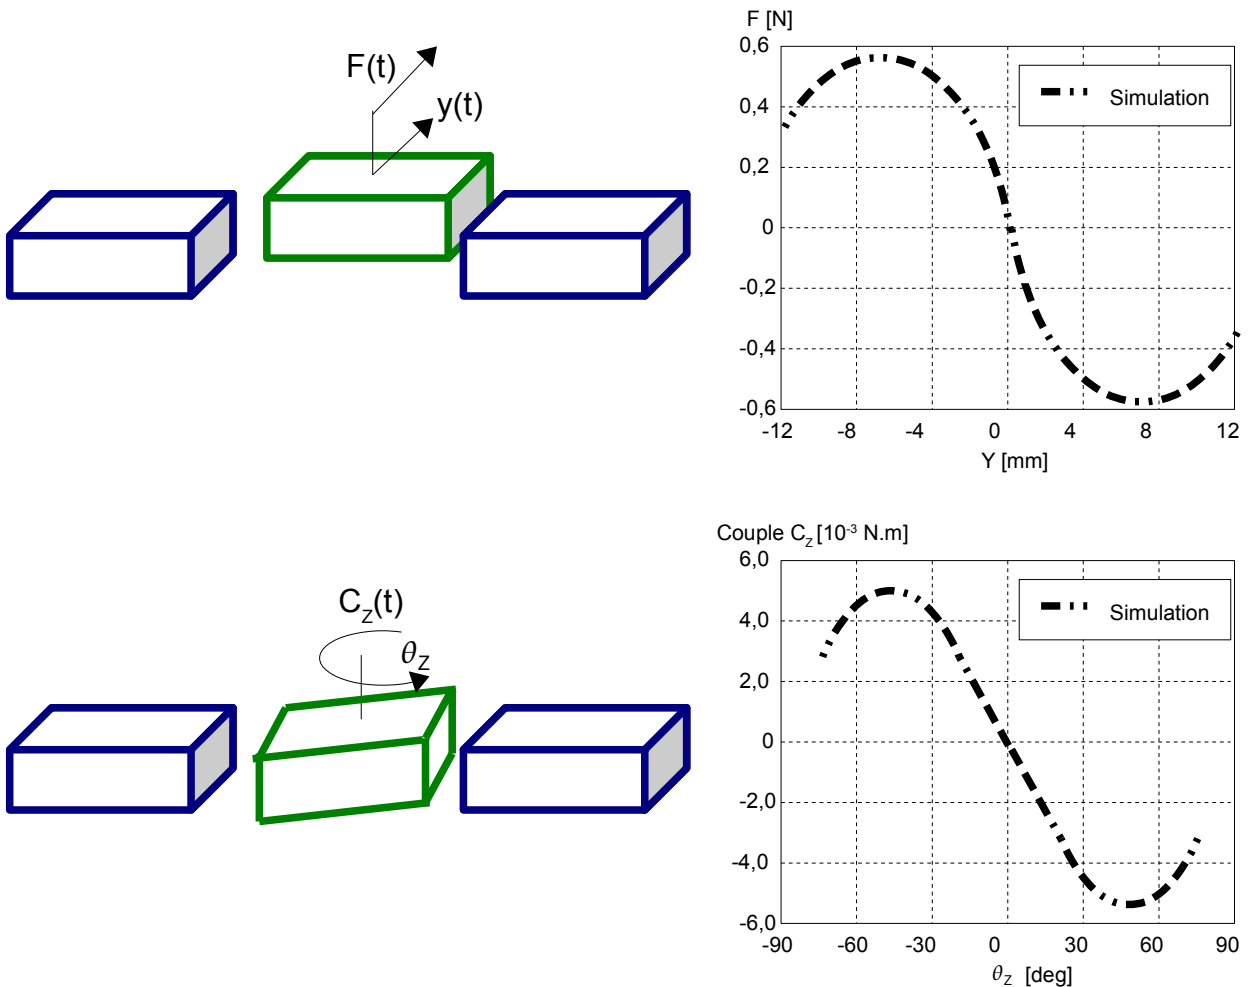 F(t)
y(t)
F [N]
0,6
0,4
0,2
0
-0,2
-0,4
-0,6
Simulation
-12 -8 -4 0 4 8 12
Y [mm]
C_Z(t)
θ_Z
Couple C_Z [10⁻³ N.m]
6,0
4,0
2,0
0
-2,0
-4,0
-6,0
Simulation
-90 -60 -30 0 30 60 90
θ_Z [deg]